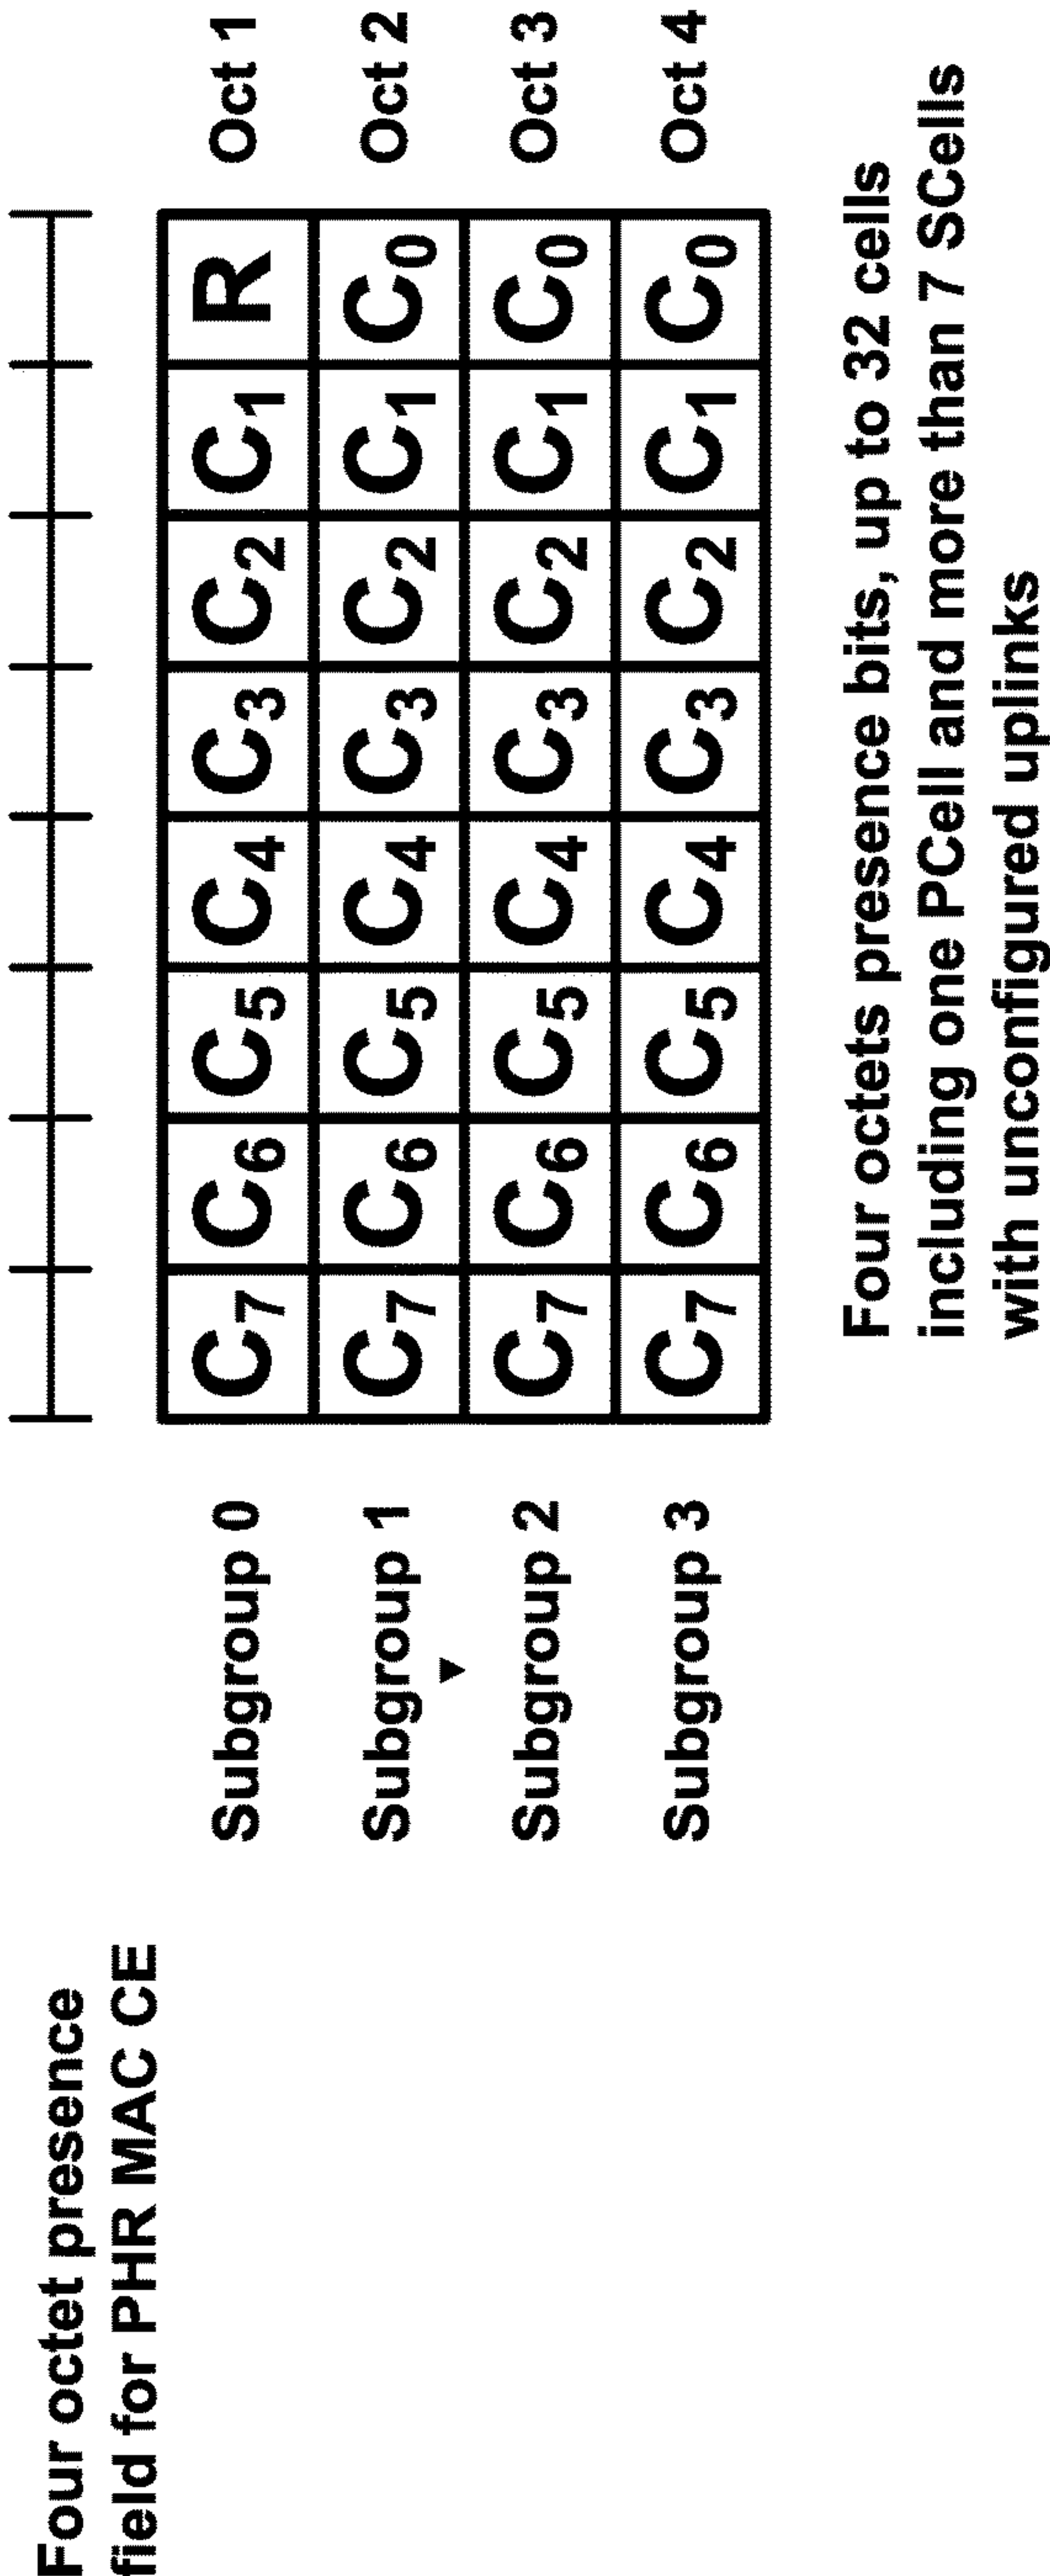 Four octet presence
field for PHR MAC CE
Subgroup 0 C7 C6 C5 C4 C3 C2 C1 R Oct 1
Subgroup 1 C7 C6 C5 C4 C3 C2 C1 C0 Oct 2
Subgroup 2 C7 C6 C5 C4 C3 C2 C1 C0 Oct 3
Subgroup 3 C7 C6 C5 C4 C3 C2 C1 C0 Oct 4
Four octets presence bits, up to 32 cells
including one PCell and more than 7 SCells
with unconfigured uplinks